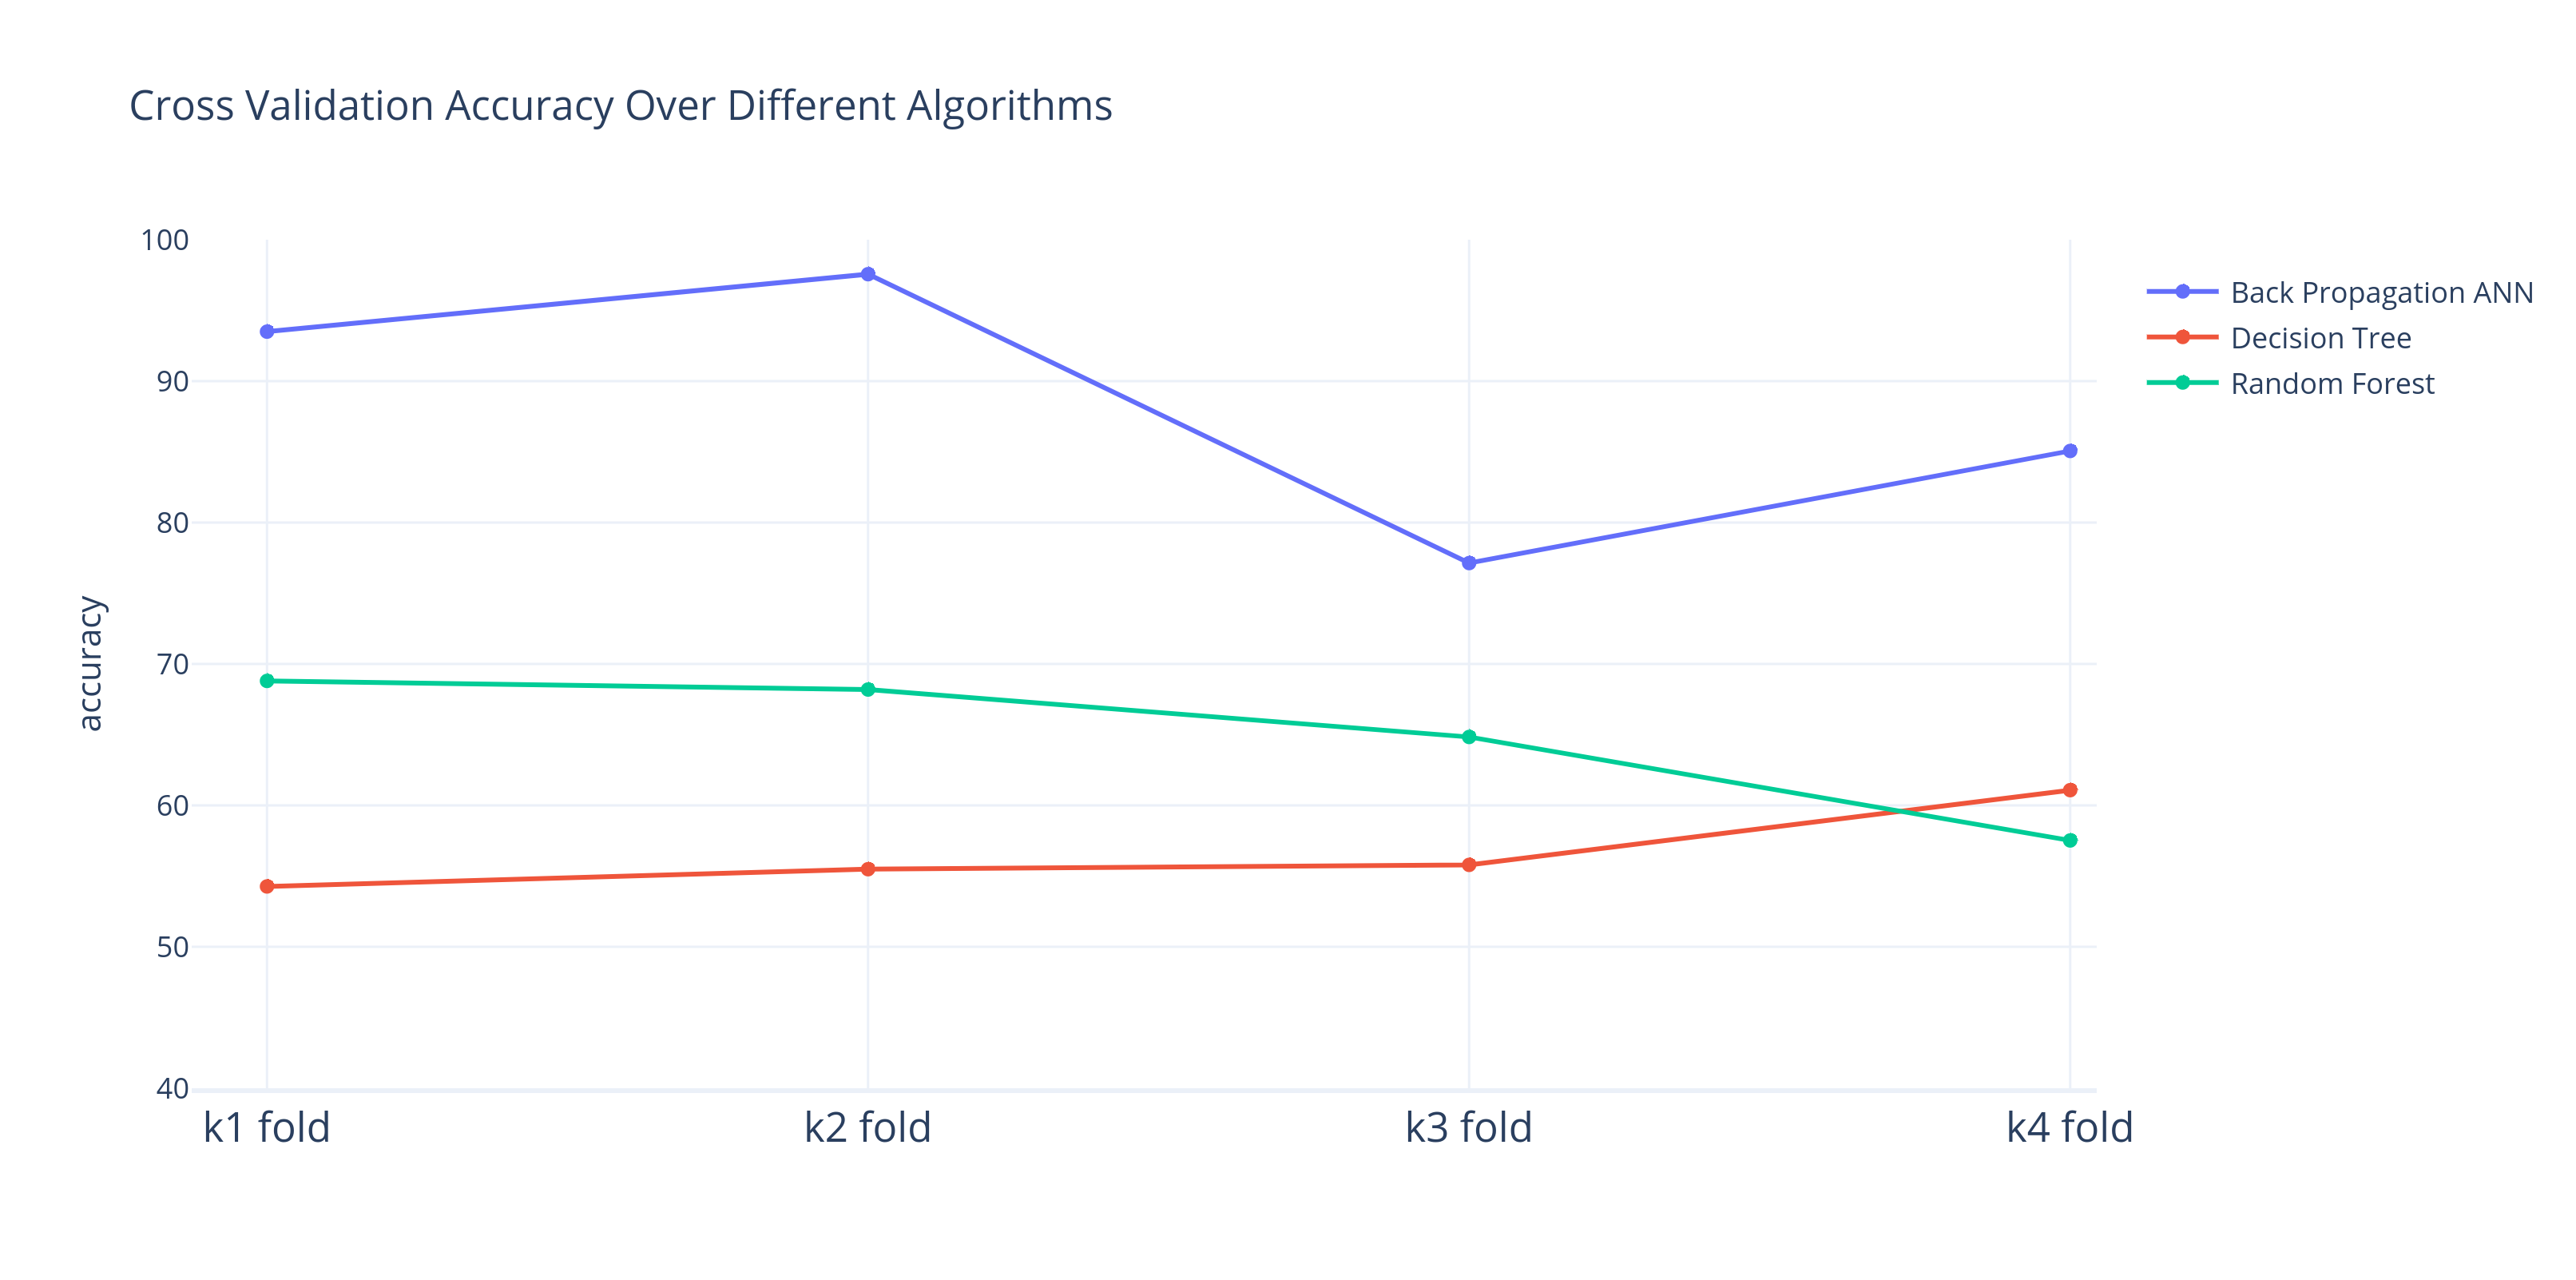 Cross Validation Accuracy Over Different Algorithms
100
90
80
70
60
50
40
accuracy
k1 fold
k2 fold
k3 fold
k4 fold
Back Propagation ANN
Decision Tree
Random Forest